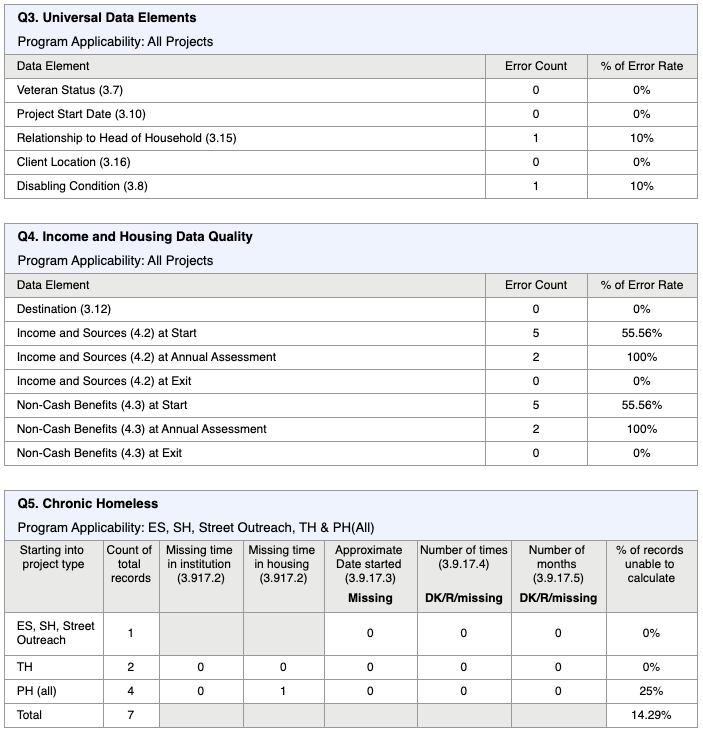 Q3. Universal Data Elements
Program Applicability: All Projects
Data Element Error Count % of Error Rate
Veteran Status (3.7) 0 0%
Project Start Date (3.10) 0 0%
Relationship to Head of Household (3.15) 1 10%
Client Location (3.16) 0 0%
Disabling Condition (3.8) 1 10%
Q4. Income and Housing Data Quality
Program Applicability: All Projects
Data Element Error Count % of Error Rate
Destination (3.12) 0 0%
Income and Sources (4.2) at Start 5 55.56%
Income and Sources (4.2) at Annual Assessment 2 100%
Income and Sources (4.2) at Exit 0 0%
Non-Cash Benefits (4.3) at Start 5 55.56%
Non-Cash Benefits (4.3) at Annual Assessment 2 100%
Non-Cash Benefits (4.3) at Exit 0 0%
Q5. Chronic Homeless
Program Applicability: ES, SH, Street Outreach, TH & PH(All)
Starting into Count of Missing time Missing time Approximate Number of times Number of % of records
project type total in institution in housing Date started (3.9.17.4) months unable to
records (3.917.2) (3.917.2) (3.9.17.3) (3.9.17.5) calculate
Missing DK/R/missing DK/R/missing
ES, SH, Street
Outreach 1 0 0 0 0%
TH 2 0 0 0 0 0 0%
PH (all) 4 0 1 0 0 0 25%
Total 7 14.29%